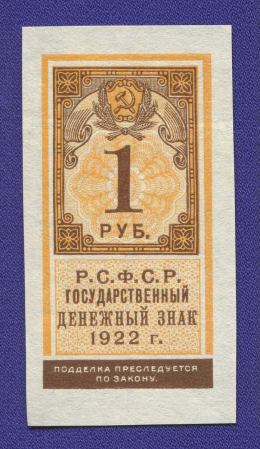 1
РУБ.
Р.С.Ф.С.Р.
ГОСУДАРСТВЕННЫЙ
ДЕНЕЖНЫЙ ЗНАК
1922 г.
ПОДДЕЛКА ПРЕСЛЕДУЕТСЯ
ПО ЗАКОНУ.